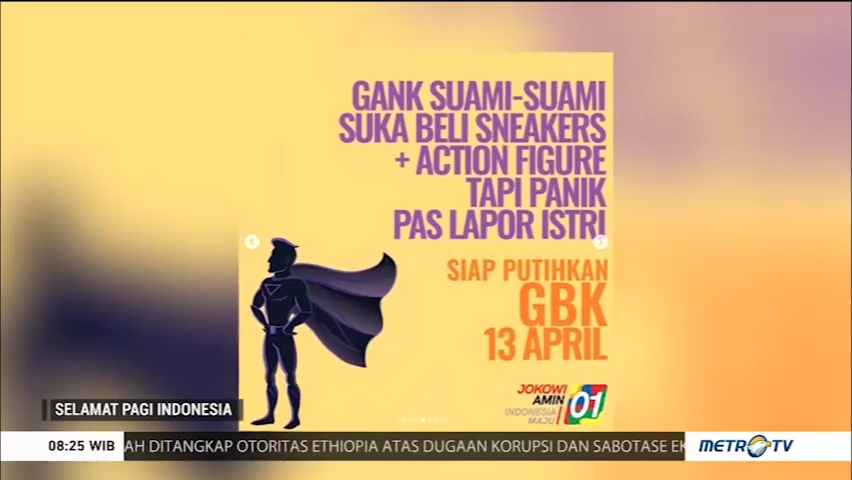 GANK SUAMI-SUAMI
SUKA BELI SNEAKERS
+ ACTION FIGURE
TAPI PANIK
PAS LAPOR ISTRI
SIAP PUTIHKAN
GBK
13 APRIL
JOKOWI
AMIN
INDONESIA
MAJU
01
SELAMAT PAGI INDONESIA
08:25 WIB
AH DITANGKAP OTORITAS ETHIOPIA ATAS DUGAAN KORUPSI DAN SABOTASE EK
METRO TV